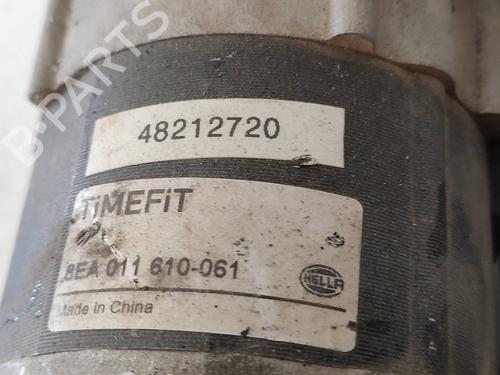 48212720
TiMEFiT
8EA 011 610-061
HELLA
Made in China
B-PARTS